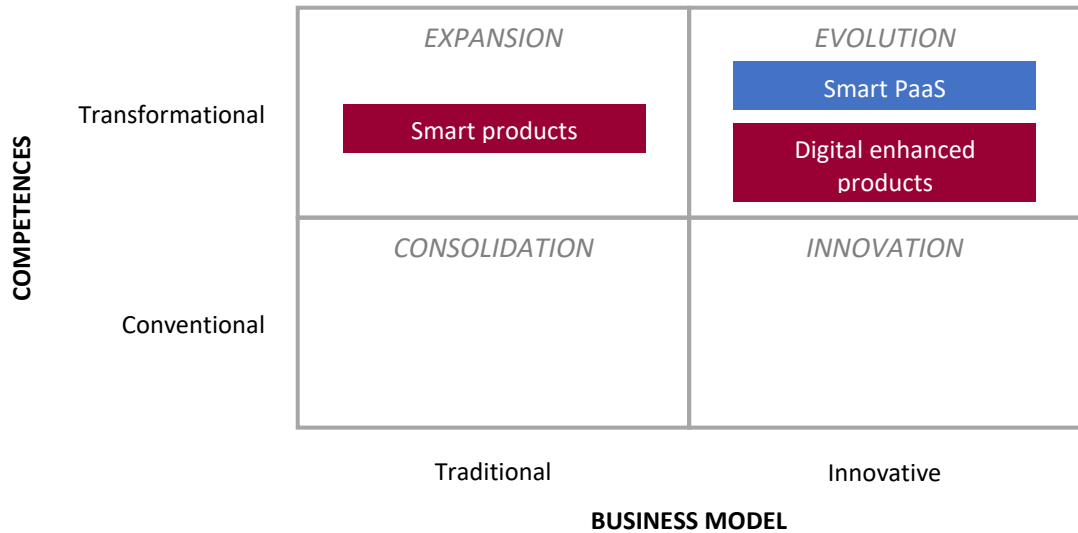 EXPANSION
EVOLUTION
Smart PaaS
Transformational
Smart products
Digital enhanced
products
COMPETENCES
CONSOLIDATION
INNOVATION
Conventional
Traditional
Innovative
BUSINESS MODEL